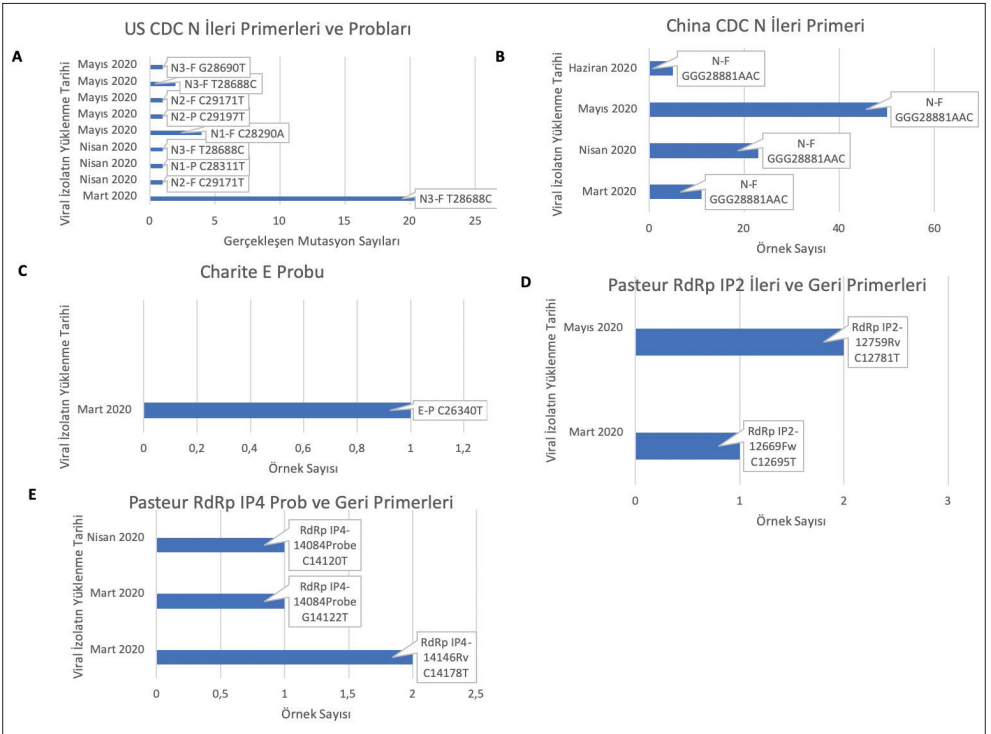 A
US CDC N İleri Primerleri ve Probları
Viral İzolatın Yüklenme Tarihi
Mayıs 2020
N3-F G28690T
Mayıs 2020
N3-F T28688C
Mayıs 2020
N2-F C29171T
Mayıs 2020
N2-P C29197T
Mayıs 2020
N1-F C28290A
Nisan 2020
N3-F T28688C
Nisan 2020
N1-P C28311T
Nisan 2020
N2-F C29171T
Mart 2020
N3-F T28688C
0 5 10 15 20 25
Gerçekleşen Mutasyon Sayıları
B
China CDC N İleri Primeri
Viral İzolatın Yüklenme Tarihi
Haziran 2020
N-F
GGG28881AAC
Mayıs 2020
N-F
GGG28881AAC
Nisan 2020
N-F
GGG28881AAC
Mart 2020
N-F
GGG28881AAC
0 20 40 60
Örnek Sayısı
C
Charite E Probu
Viral İzolatın Yüklenme Tarihi
Mart 2020
E-P C26340T
0 0,2 0,4 0,6 0,8 1 1,2
Örnek Sayısı
D
Pasteur RdRp IP2 İleri ve Geri Primerleri
Viral İzolatın Yüklenme Tarihi
Mayıs 2020
RdRp IP2-
12759Rv
C12781T
Mart 2020
RdRp IP2-
12669Fw
C12695T
0 1 2 3
Örnek Sayısı
E
Pasteur RdRp IP4 Prob ve Geri Primerleri
Viral İzolatın Yüklenme Tarihi
Nisan 2020
RdRp IP4-
14084Probe
C14120T
Mart 2020
RdRp IP4-
14084Probe
G14122T
Mart 2020
RdRp IP4-
14146Rv
C14178T
0 0,5 1 1,5 2 2,5
Örnek Sayısı